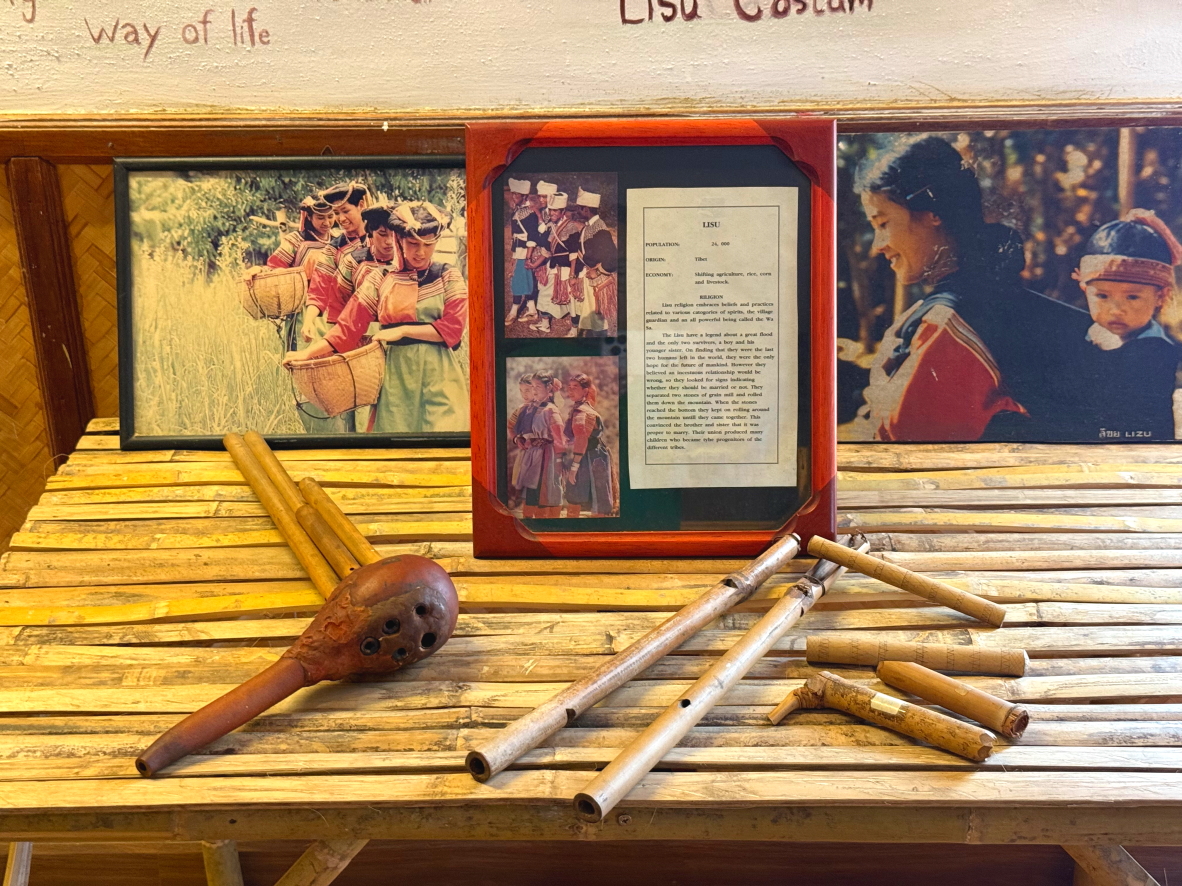 Way of life
Lisu Costum
LISU
POPULATION: 24, 000
ORIGIN: Tibet
ECONOMY: Shifting agriculture, rice, corn
and livestock.
RILIGION
Lisu religion embraces beliefs and practices
related to various categories of spirits, the village
guardian and an all powerful being called the Wu
Sa.
The Lisu have a legend about a great flood
and the only two survivors, a boy and his
younger sister. On finding that they were the last
two humans left in the world, they were the only
hope for the future of mankind. However they
believed an incestuous relationship would be
wrong, so they looked for signs indicating
whether they should be married or not. They
separated two stones of grain mill and rolled
them down the mountain. When the stones
reached the bottom they kept on rolling around
the mountain untill they came together. This
convinced the brother and sister that it was
proper to marry. Their union produced many
children who became tybe progenitors of the
different tribes.
ลีซอ LIZU